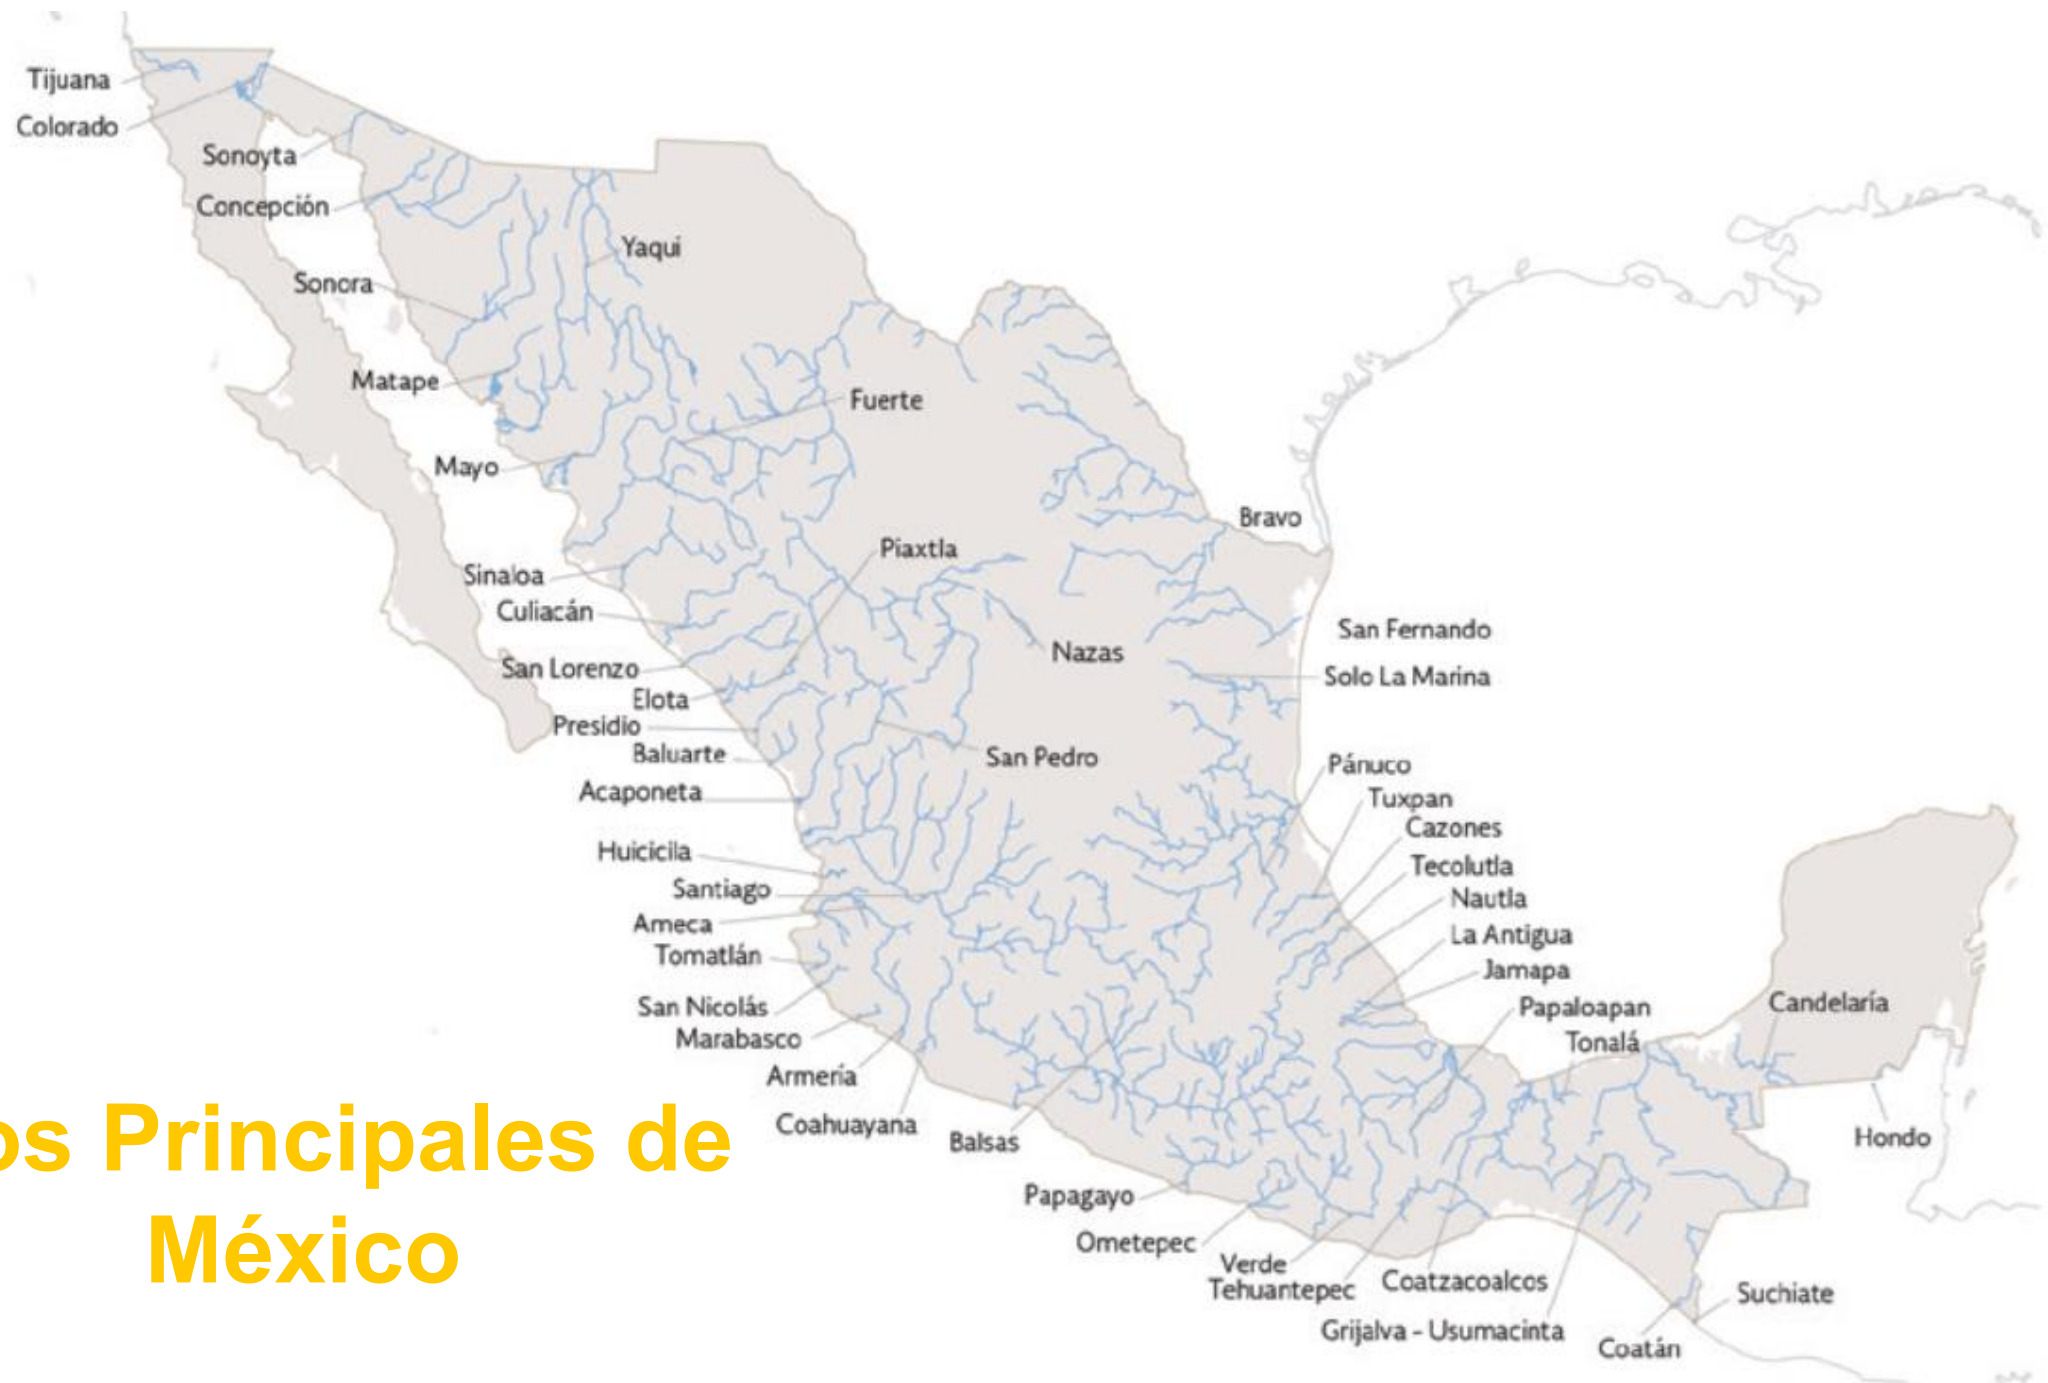 Tijuana
Colorado
Sonoyta
Concepción
Yaqui
Sonora
Matape
Fuerte
Mayo
Bravo
Piaxtla
Sinaloa
Culiacán
San Fernando
Nazas
San Lorenzo
Solo La Marina
Elota
Presidio
Baluarte
San Pedro
Pánuco
Acaponeta
Tuxpan
Cazones
Huicicila
Tecolutla
Santiago
Nautla
Ameca
La Antigua
Tomatlán
Jamapa
San Nicolás
Papaloapan
Candelaría
Marabasco
Tonalá
Armería
Coahuayana
Balsas
Hondo
os Principales de
México
Papagayo
Ometepec
Verde
Tehuantepec
Coatzacoalcos
Suchiate
Grijalva - Usumacinta
Coatán